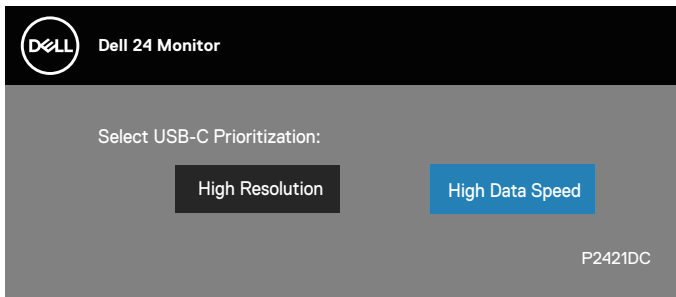 DELL
Dell 24 Monitor
Select USB-C Prioritization:
High Resolution
High Data Speed
P2421DC